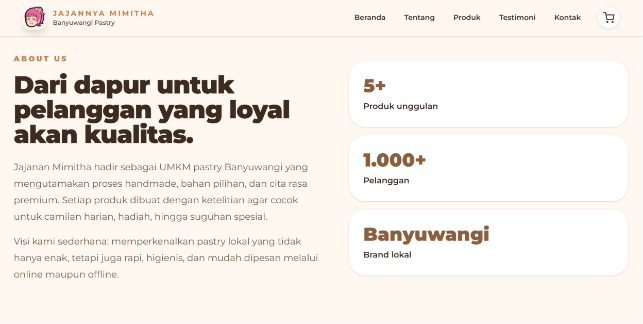 JAJANNYA MIMITHA
Banyuwangi Pastry
Beranda
Tentang
Produk
Testimoni
Kontak
ABOUT US
Dari dapur untuk
pelanggan yang loyal
akan kualitas.
Jajanan Mimitha hadir sebagai UMKM pastry Banyuwangi yang
mengutamakan proses handmade, bahan pilihan, dan cita rasa
premium. Setiap produk dibuat dengan ketelitian agar cocok
untuk camilan harian, hadiah, hingga suguhan spesial.
Visi kami sederhana: memperkenalkan pastry lokal yang tidak
hanya enak, tetapi juga rapi, higienis, dan mudah dipesan melalui
online maupun offline.
5+
Produk unggulan
1.000+
Pelanggan
Banyuwangi
Brand lokal